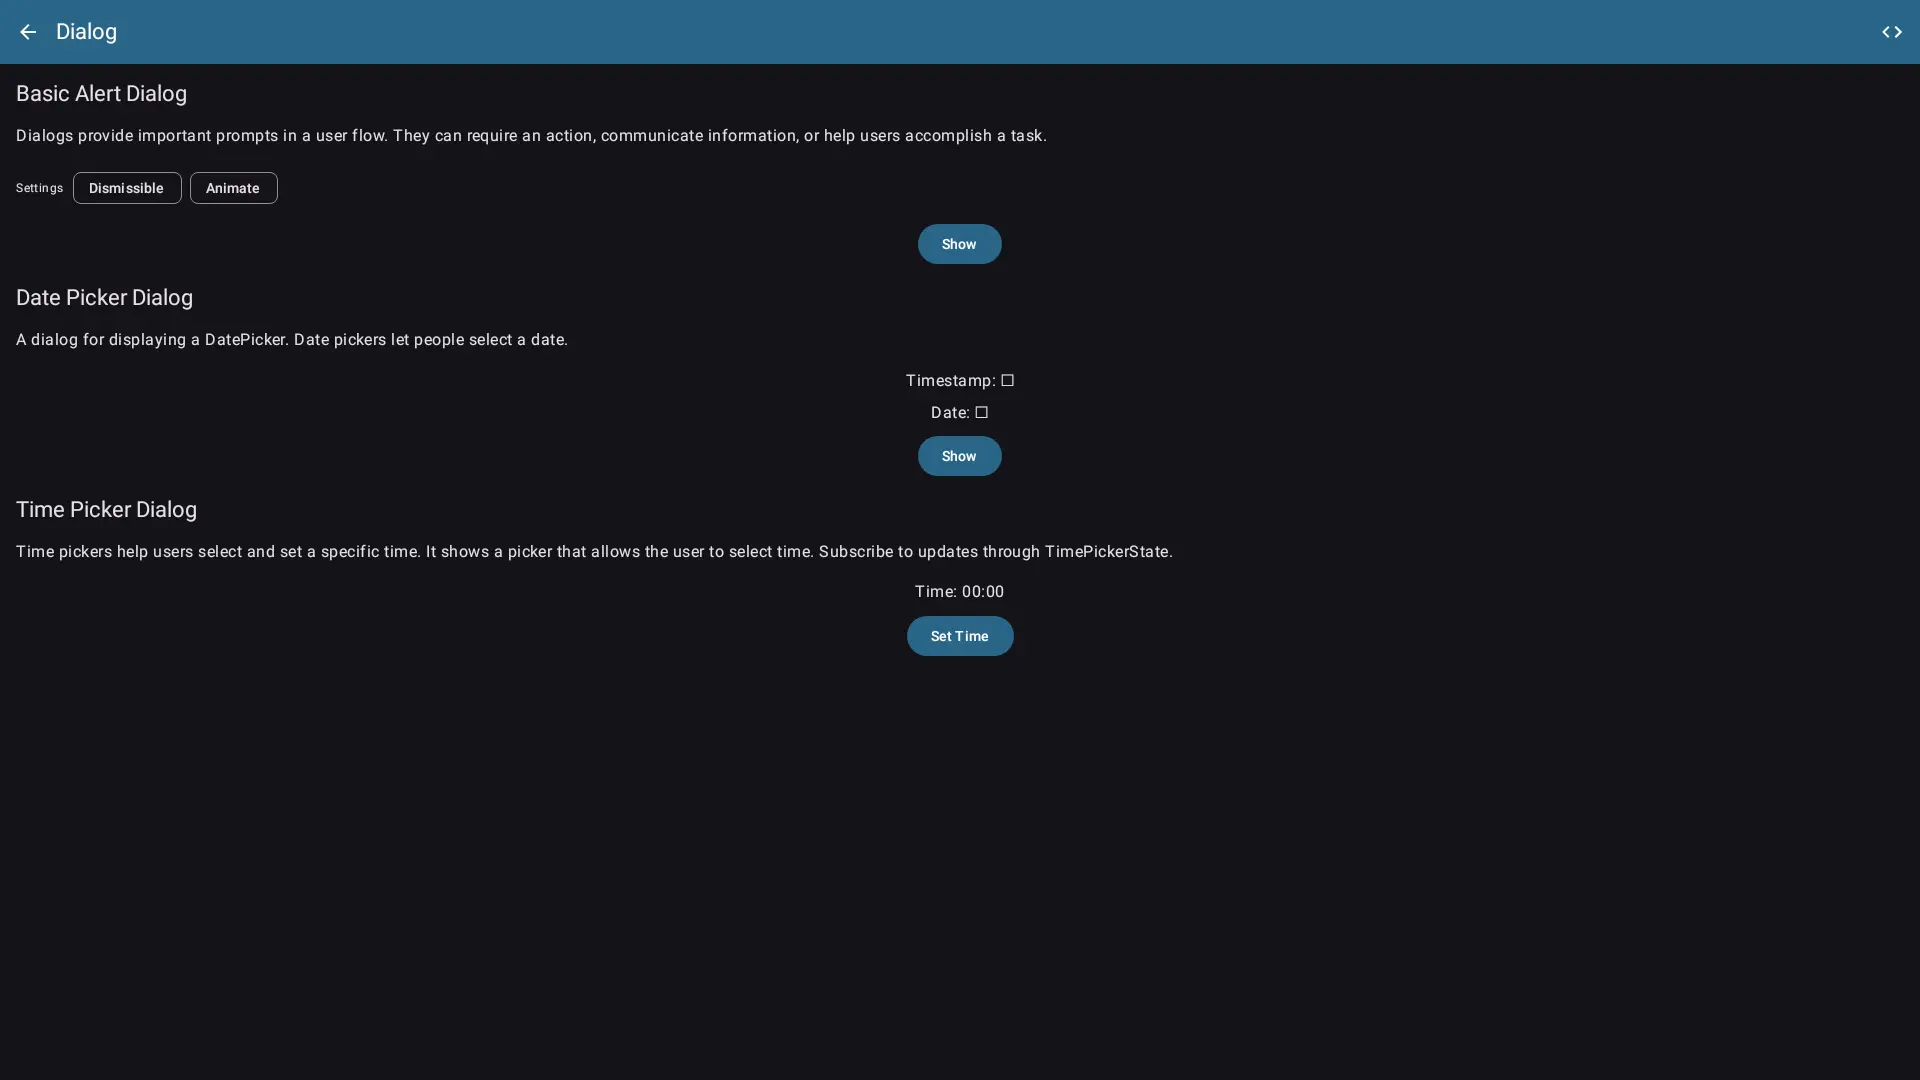 Dialog
Basic Alert Dialog
Dialogs provide important prompts in a user flow. They can require an action, communicate information, or help users accomplish a task.
Settings Dismissible Animate
Show
Date Picker Dialog
A dialog for displaying a DatePicker. Date pickers let people select a date.
Timestamp: ☐
Date: ☐
Show
Time Picker Dialog
Time pickers help users select and set a specific time. It shows a picker that allows the user to select time. Subscribe to updates through TimePickerState.
Time: 00:00
Set Time